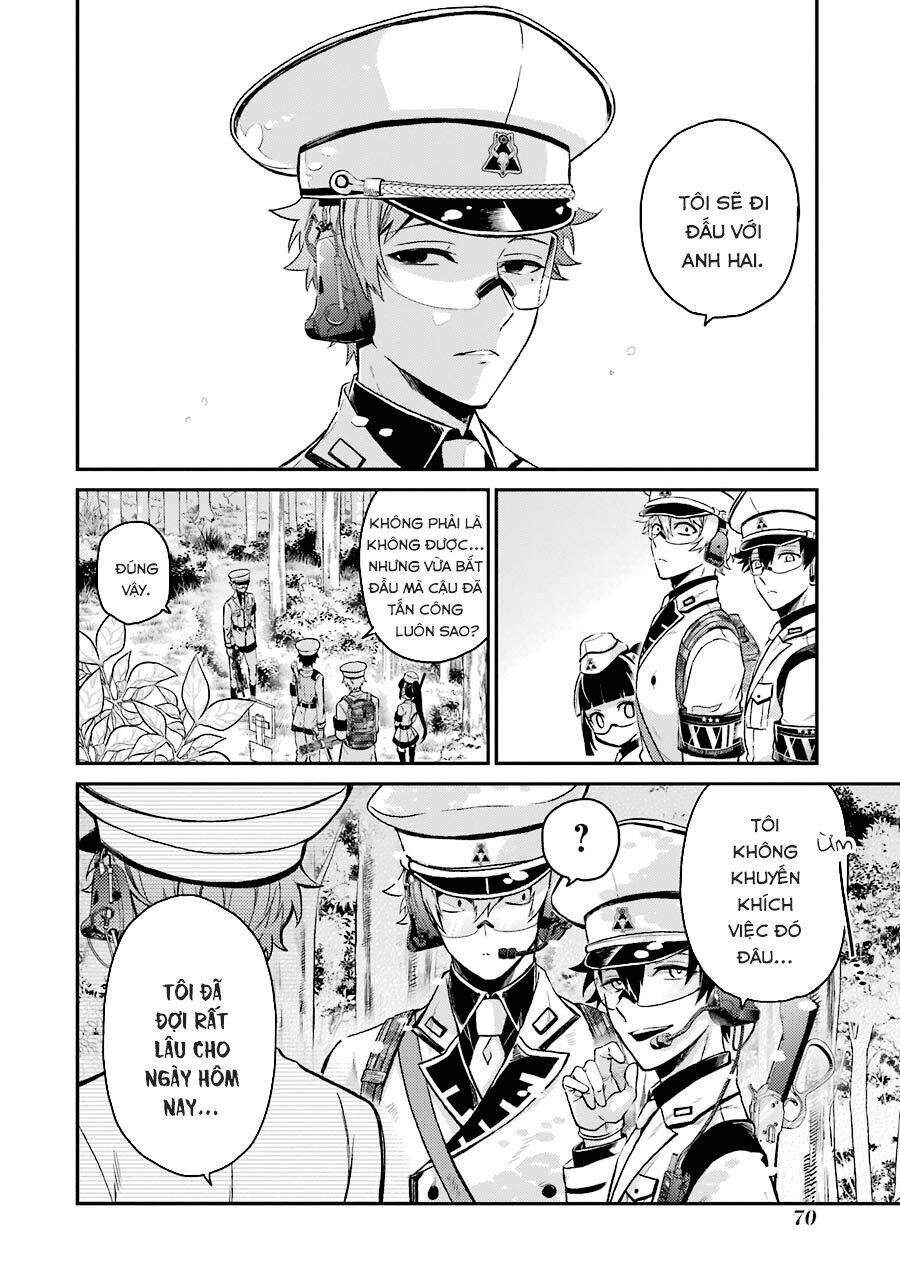 TÔI SẼ ĐI
ĐẤU VỚI
ANH HAI.
KHÔNG PHẢI LÀ
KHÔNG ĐƯỢC...
NHƯNG VỪA BẮT
ĐẦU MÀ CẬU ĐÃ
TẤN CÔNG
LUÔN SAO?
ĐÚNG
VẬY.
ỪM
TÔI
KHÔNG
KHUYẾN
KHÍCH
VIỆC ĐÓ
ĐÂU...
?
TÔI ĐÃ
ĐỢI RẤT
LÂU CHO
NGÀY HÔM
NAY...
70